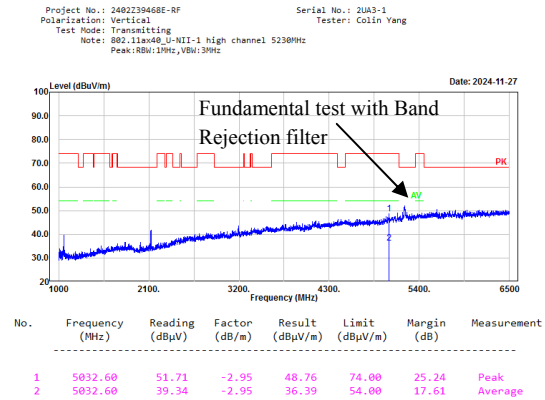 Project No.: 2402Z39468E-RF Serial No.: 2UA3-1
Polarization: Vertical Tester: Colin Yang
Test Mode: Transmitting
Note: 802.11ax40_U-NII-1 high channel 5230MHz
Peak:RBW:1MHz,VBW:3MHz
Level (dBuV/m) Date: 2024-11-27
100
90.0
80.0
70.0
60.0
50.0
40.0
30.0
20
Fundamental test with Band
Rejection filter
PK
AV
1
2
1000 2100. 3200. 4300. 5400. 6500
Frequency (MHz)
No. Frequency Reading Factor Result Limit Margin Measurement
(MHz) (dBμV) (dB/m) (dBμV/m) (dBμV/m) (dB)
1 5032.60 51.71 -2.95 48.76 74.00 25.24 Peak
2 5032.60 39.34 -2.95 36.39 54.00 17.61 Average